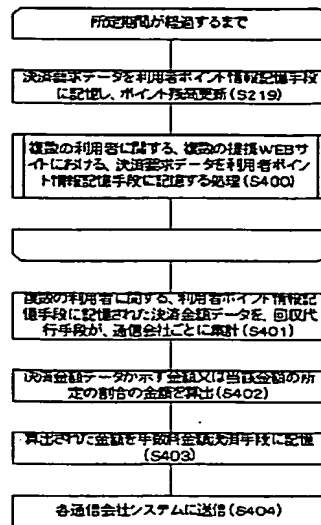 所定期間が経過するまで
決済要求データを利用者ポイント情報記憶手段
に記憶し、ポイント残高更新(S219)
複数の利用者に関する、複数の提携WEBサ
イトにおける、決済要求データを利用者ポイン
ト情報記憶手段に記憶する処理(S400)
複数の利用者に関する、利用者ポイント情報記
憶手段に記憶された決済金額データを、回収代
行手段が、通信会社ごとに集計(S401)
決済金額データが示す金額又は当該金額の所
定の割合の金額を算出(S402)
算出された金額を手数料金額決済手段に記憶
(S403)
各通信会社システムに送信(S404)